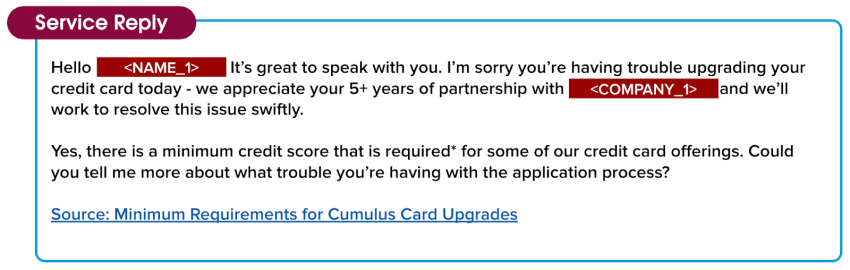 Service Reply
Hello <NAME_1> It's great to speak with you. I'm sorry you're having trouble upgrading your
credit card today - we appreciate your 5+ years of partnership with <COMPANY_1> and we'll
work to resolve this issue swiftly.
Yes, there is a minimum credit score that is required* for some of our credit card offerings. Could
you tell me more about what trouble you're having with the application process?
Source: Minimum Requirements for Cumulus Card Upgrades